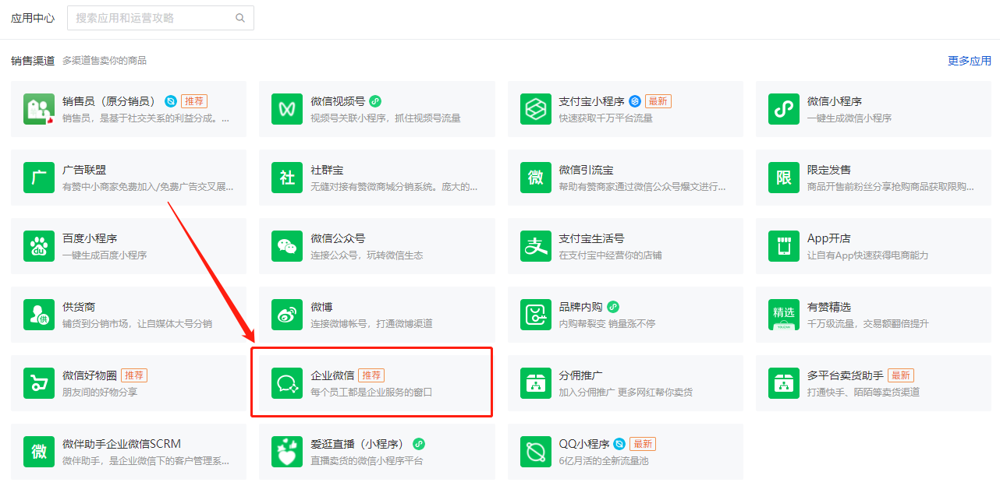 应用中心
搜索应用和运营攻略
销售渠道 多渠道售卖你的商品
更多应用
销售员（原分销员） 推荐
销售员，是基于社交关系的利益分成。...
微信视频号
视频号关联小程序，抓住视频号流量
支付宝小程序 最新
快速获取千万平台流量
微信小程序
一键生成微信小程序
广
广告联盟
有赞中小商家免费加入/免费广告交叉展...
社
社群宝
无缝对接有赞微商城分销系统。庞大的...
微
微信引流宝
帮助有赞商家通过微信公众号爆文进行...
限
限定发售
商品开售前粉丝分享抢购商品获取限购...
du
百度小程序
一键生成百度小程序
微信公众号
连接公众号，玩转微信生态
支
支付宝生活号
在支付宝中经营你的店铺
App开店
让自有App快速获得电商能力
供
供货商
铺货到分销市场，让自媒体大号分销
微博
连接微博帐号，打通微博渠道
品牌内购
内购帮裂变 销量涨不停
精选
有赞精选
千万级流量，交易额翻倍提升
微信好物圈 推荐
朋友间的好物分享
企业微信 推荐
每个员工都是企业服务的窗口
分佣推广
加入分佣推广 更多网红帮你卖货
多平台卖货助手 最新
打通快手、陌陌等卖货渠道
微
微伴助手企业微信SCRM
微伴助手，是企业微信下的客户管理系...
爱逛直播（小程序）
直播卖货的微信小程序平台
QQ小程序 最新
6亿月活的全新流量池